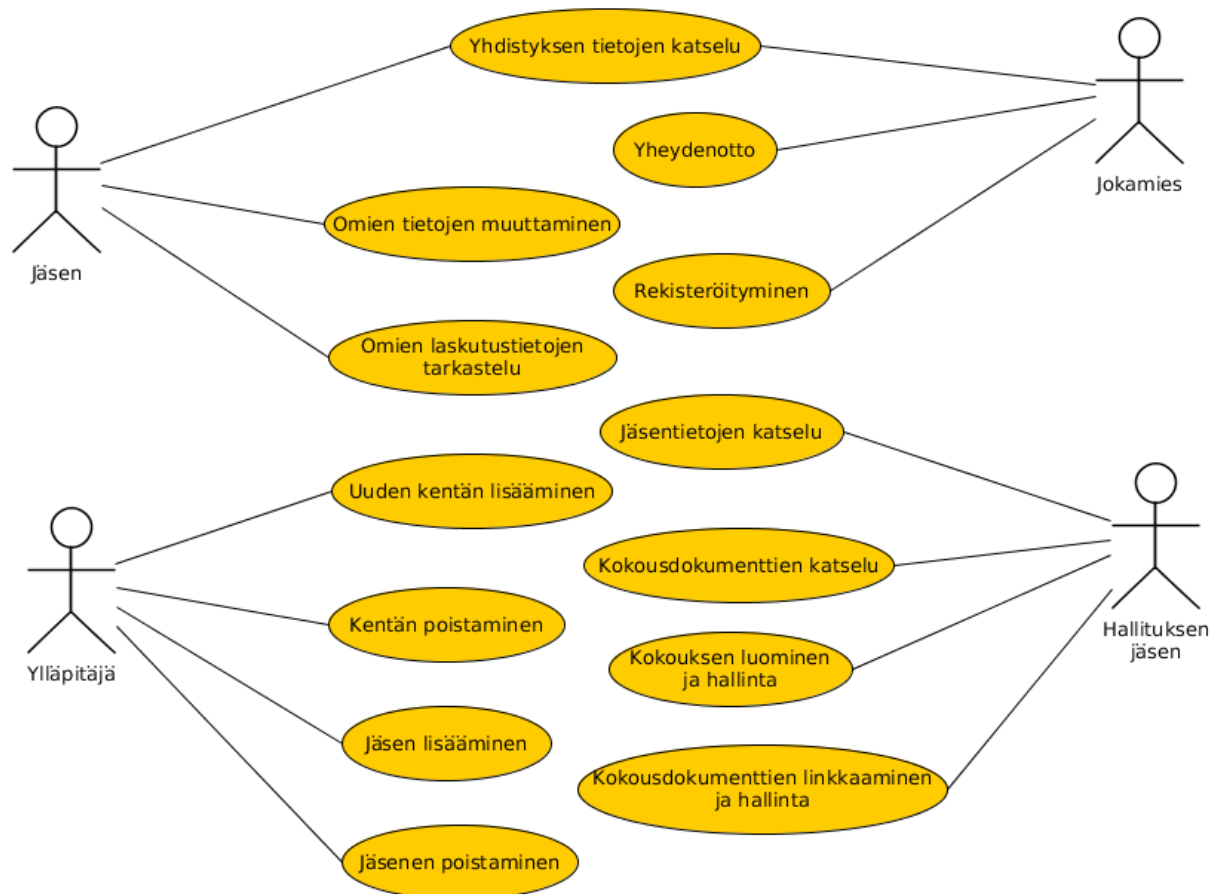 Yhdistyksen tietojen katselu
Yheydenotto
Jokamies
Omien tietojen muuttaminen
Jäsen
Rekisteröityminen
Omien laskutustietojen
tarkastelu
Jäsentietojen katselu
Uuden kentän lisääminen
Kokousdokumenttien katselu
Kentän poistaminen
Hallituksen
jäsen
Ylläpitäjä
Kokouksen luominen
ja hallinta
Jäsen lisääminen
Kokousdokumenttien linkkaaminen
ja hallinta
Jäsenen poistaminen